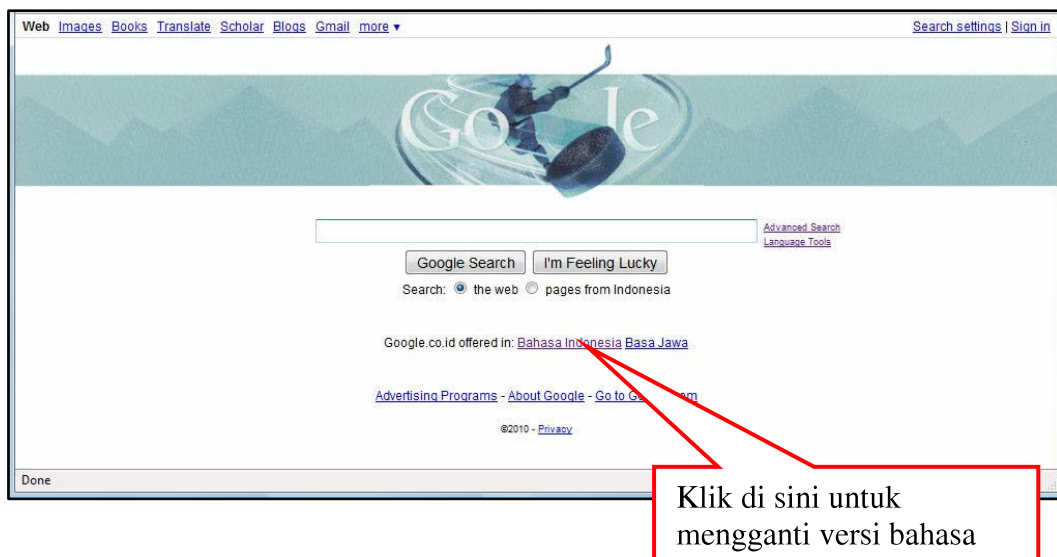 Web Images Books Translate Scholar Blogs Gmail more ▼ Search settings | Sign in
Google
Advanced Search
Language Tools
Google Search I'm Feeling Lucky
Search: the web pages from Indonesia
Google.co.id offered in: Bahasa Indonesia Basa Jawa
Advertising Programs - About Google - Go to
©2010 - Privacy
Done
Klik di sini untuk
mengganti versi bahasa